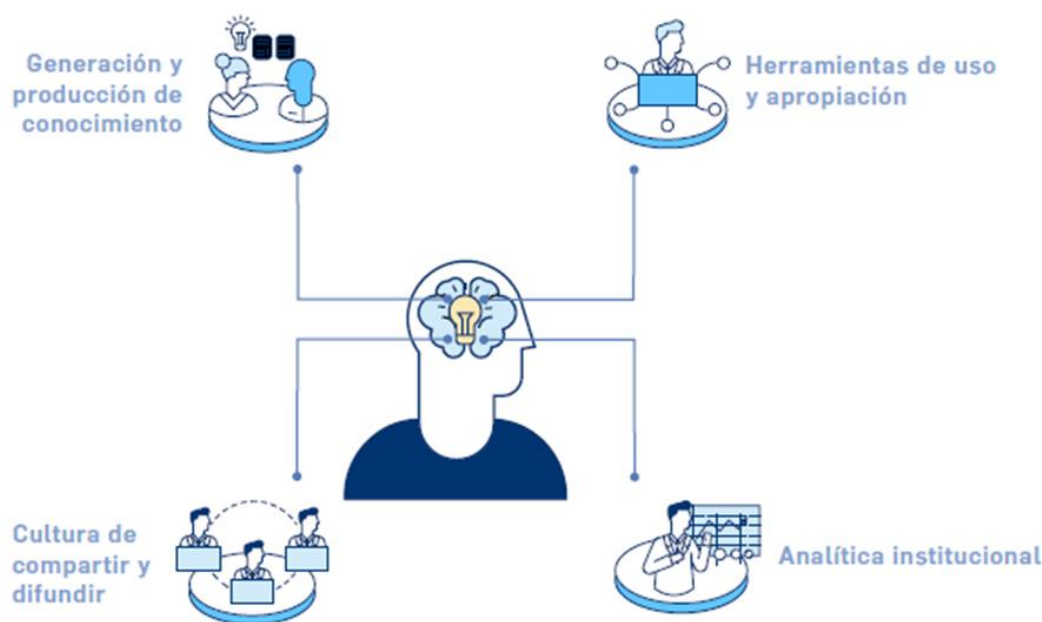 Generación y
producción de
conocimiento
Herramientas de uso
y apropiación
Cultura de
compartir y
difundir
Analítica institucional